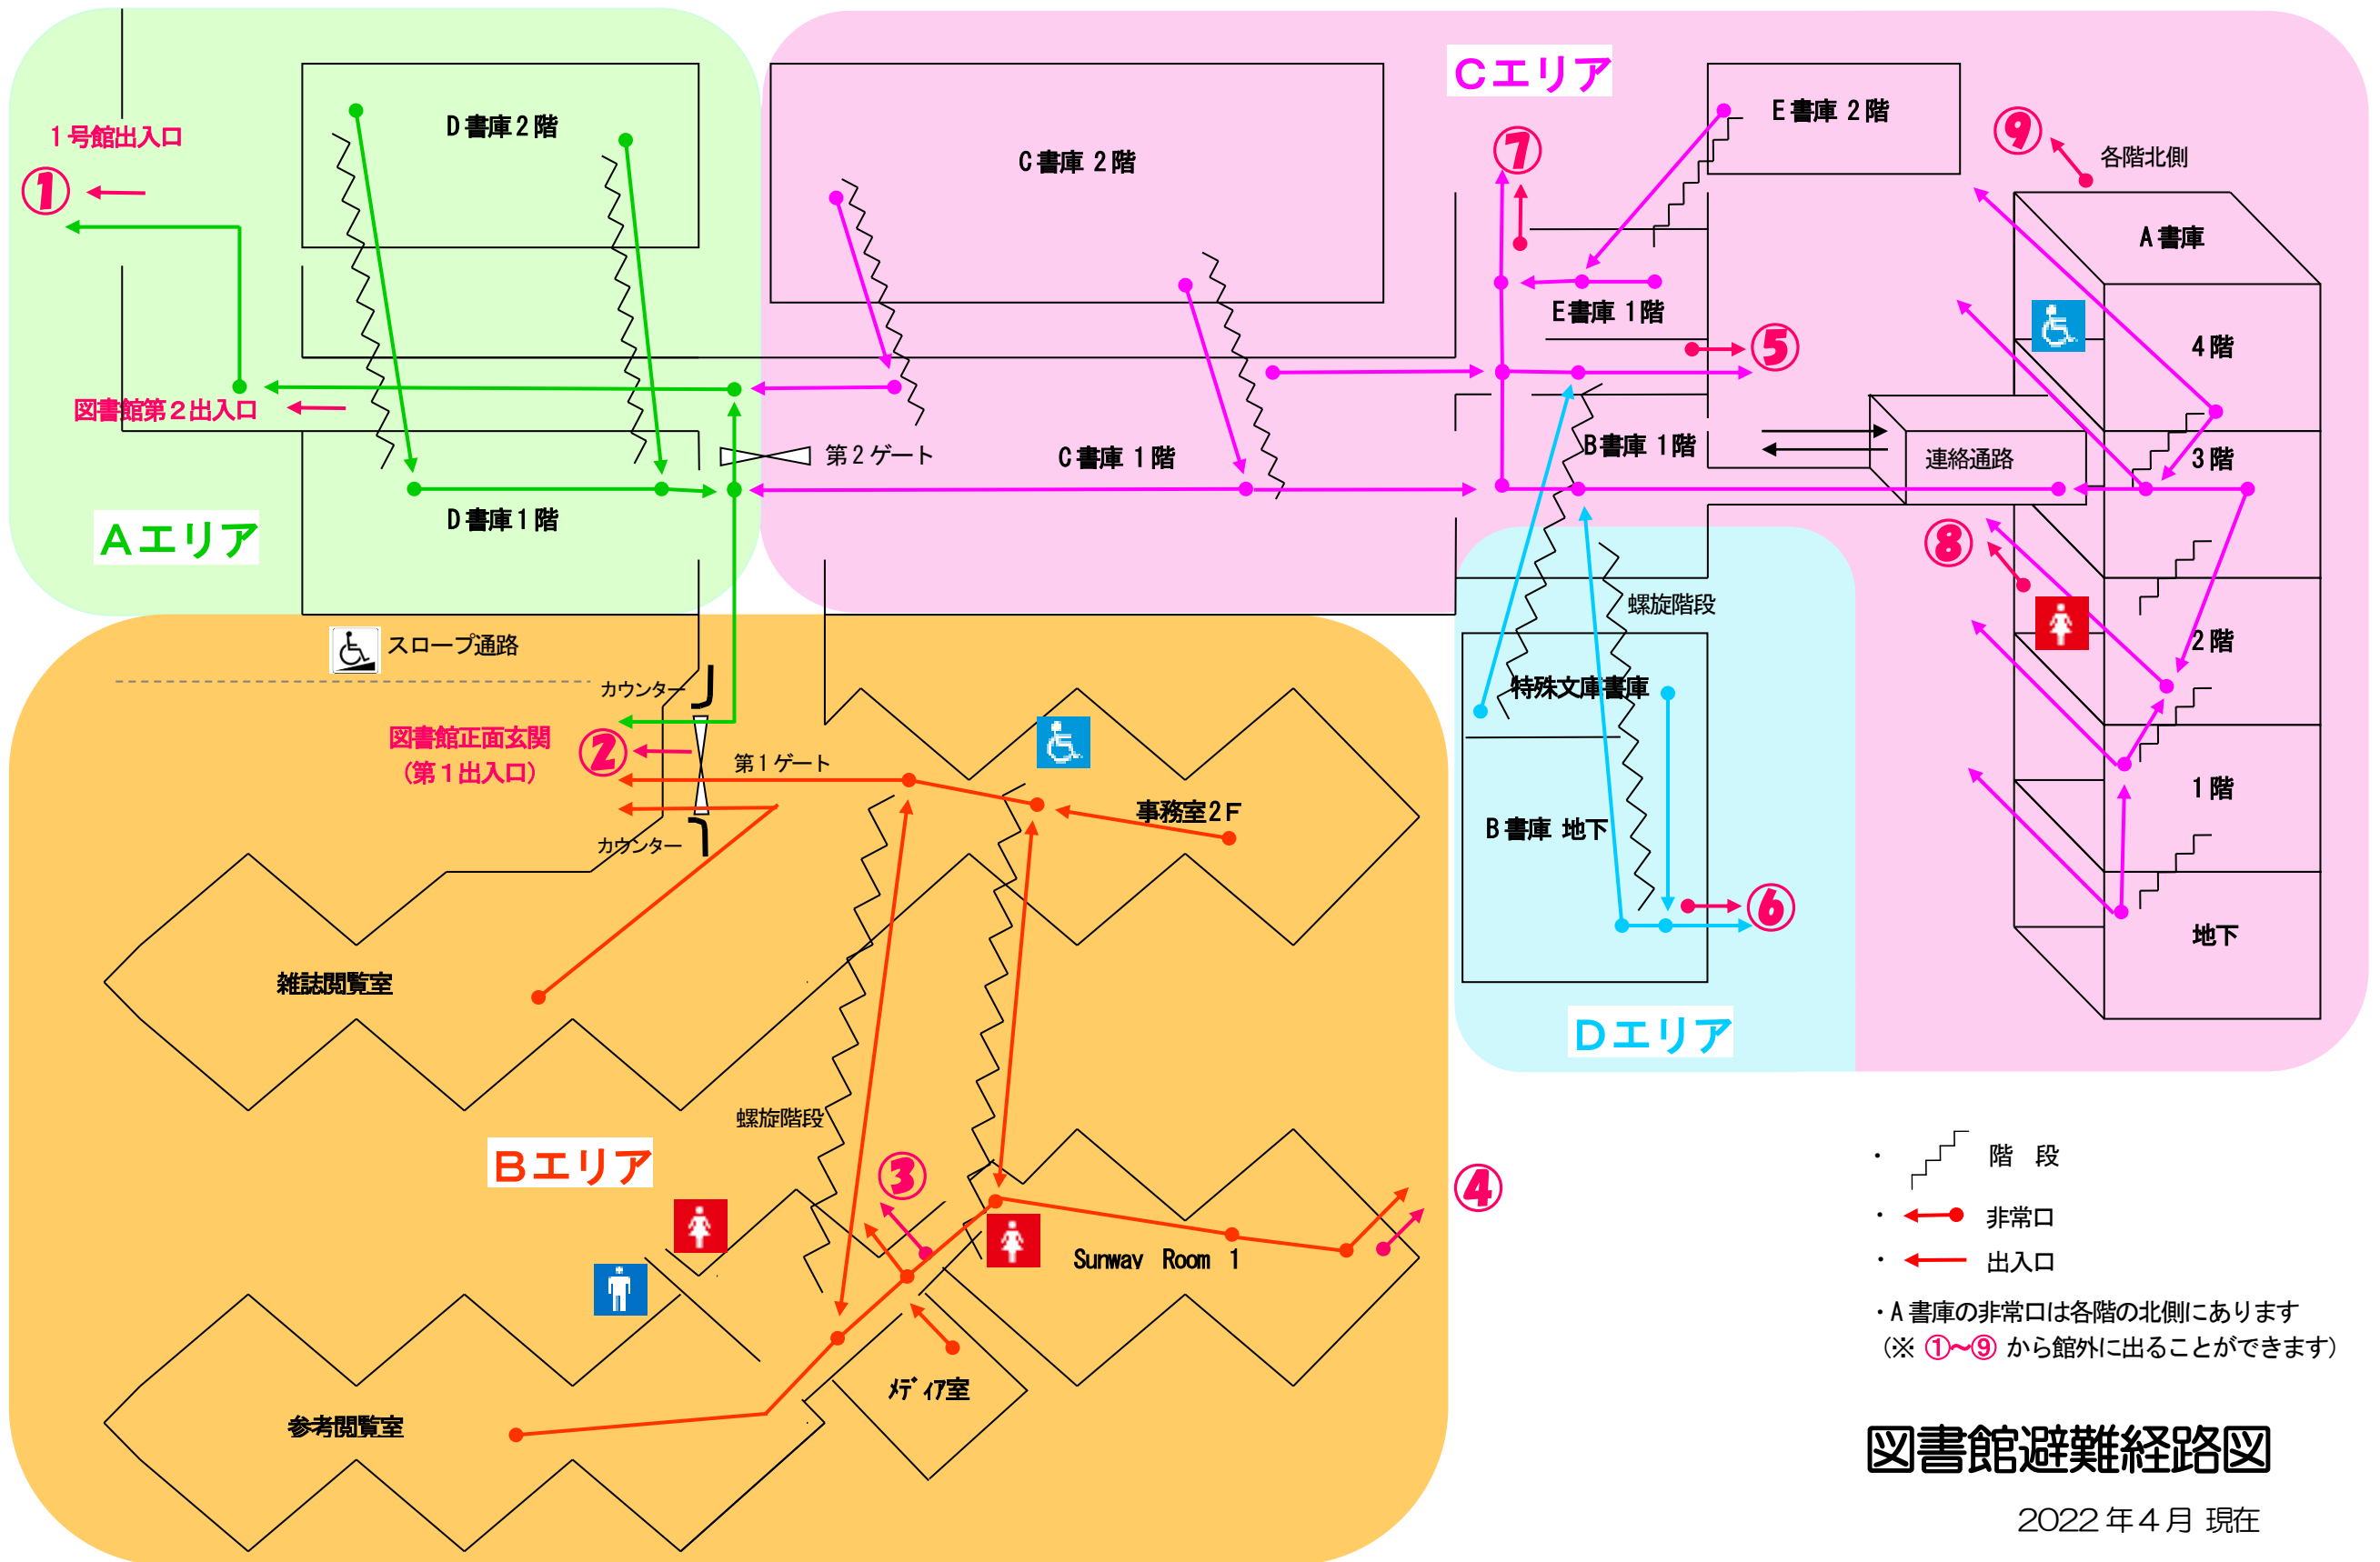 Cエリア
1号館出入口
①
D書庫2階
C書庫 2階
⑦
E書庫 2階
⑨
各階北側
A書庫
E書庫 1階
⑤
4階
図書館第2出入口
第2ゲート
C書庫 1階
B書庫 1階
連絡通路
3階
D書庫1階
Aエリア
⑧
螺旋階段
2階
スロープ通路
カウンター
特殊文庫書庫
図書館正面玄関
(第1出入口)
②
第1ゲート
事務室2F
B書庫 地下
1階
カウンター
⑥
地下
雑誌閲覧室
Dエリア
螺旋階段
Bエリア
③
④
Sunway Room 1
メディア室
参考閲覧室
・ 階 段
・ 非常口
・ 出入口
・A書庫の非常口は各階の北側にあります
(※ ①～⑨ から館外に出ることができます)
図書館避難経路図
2022年4月 現在